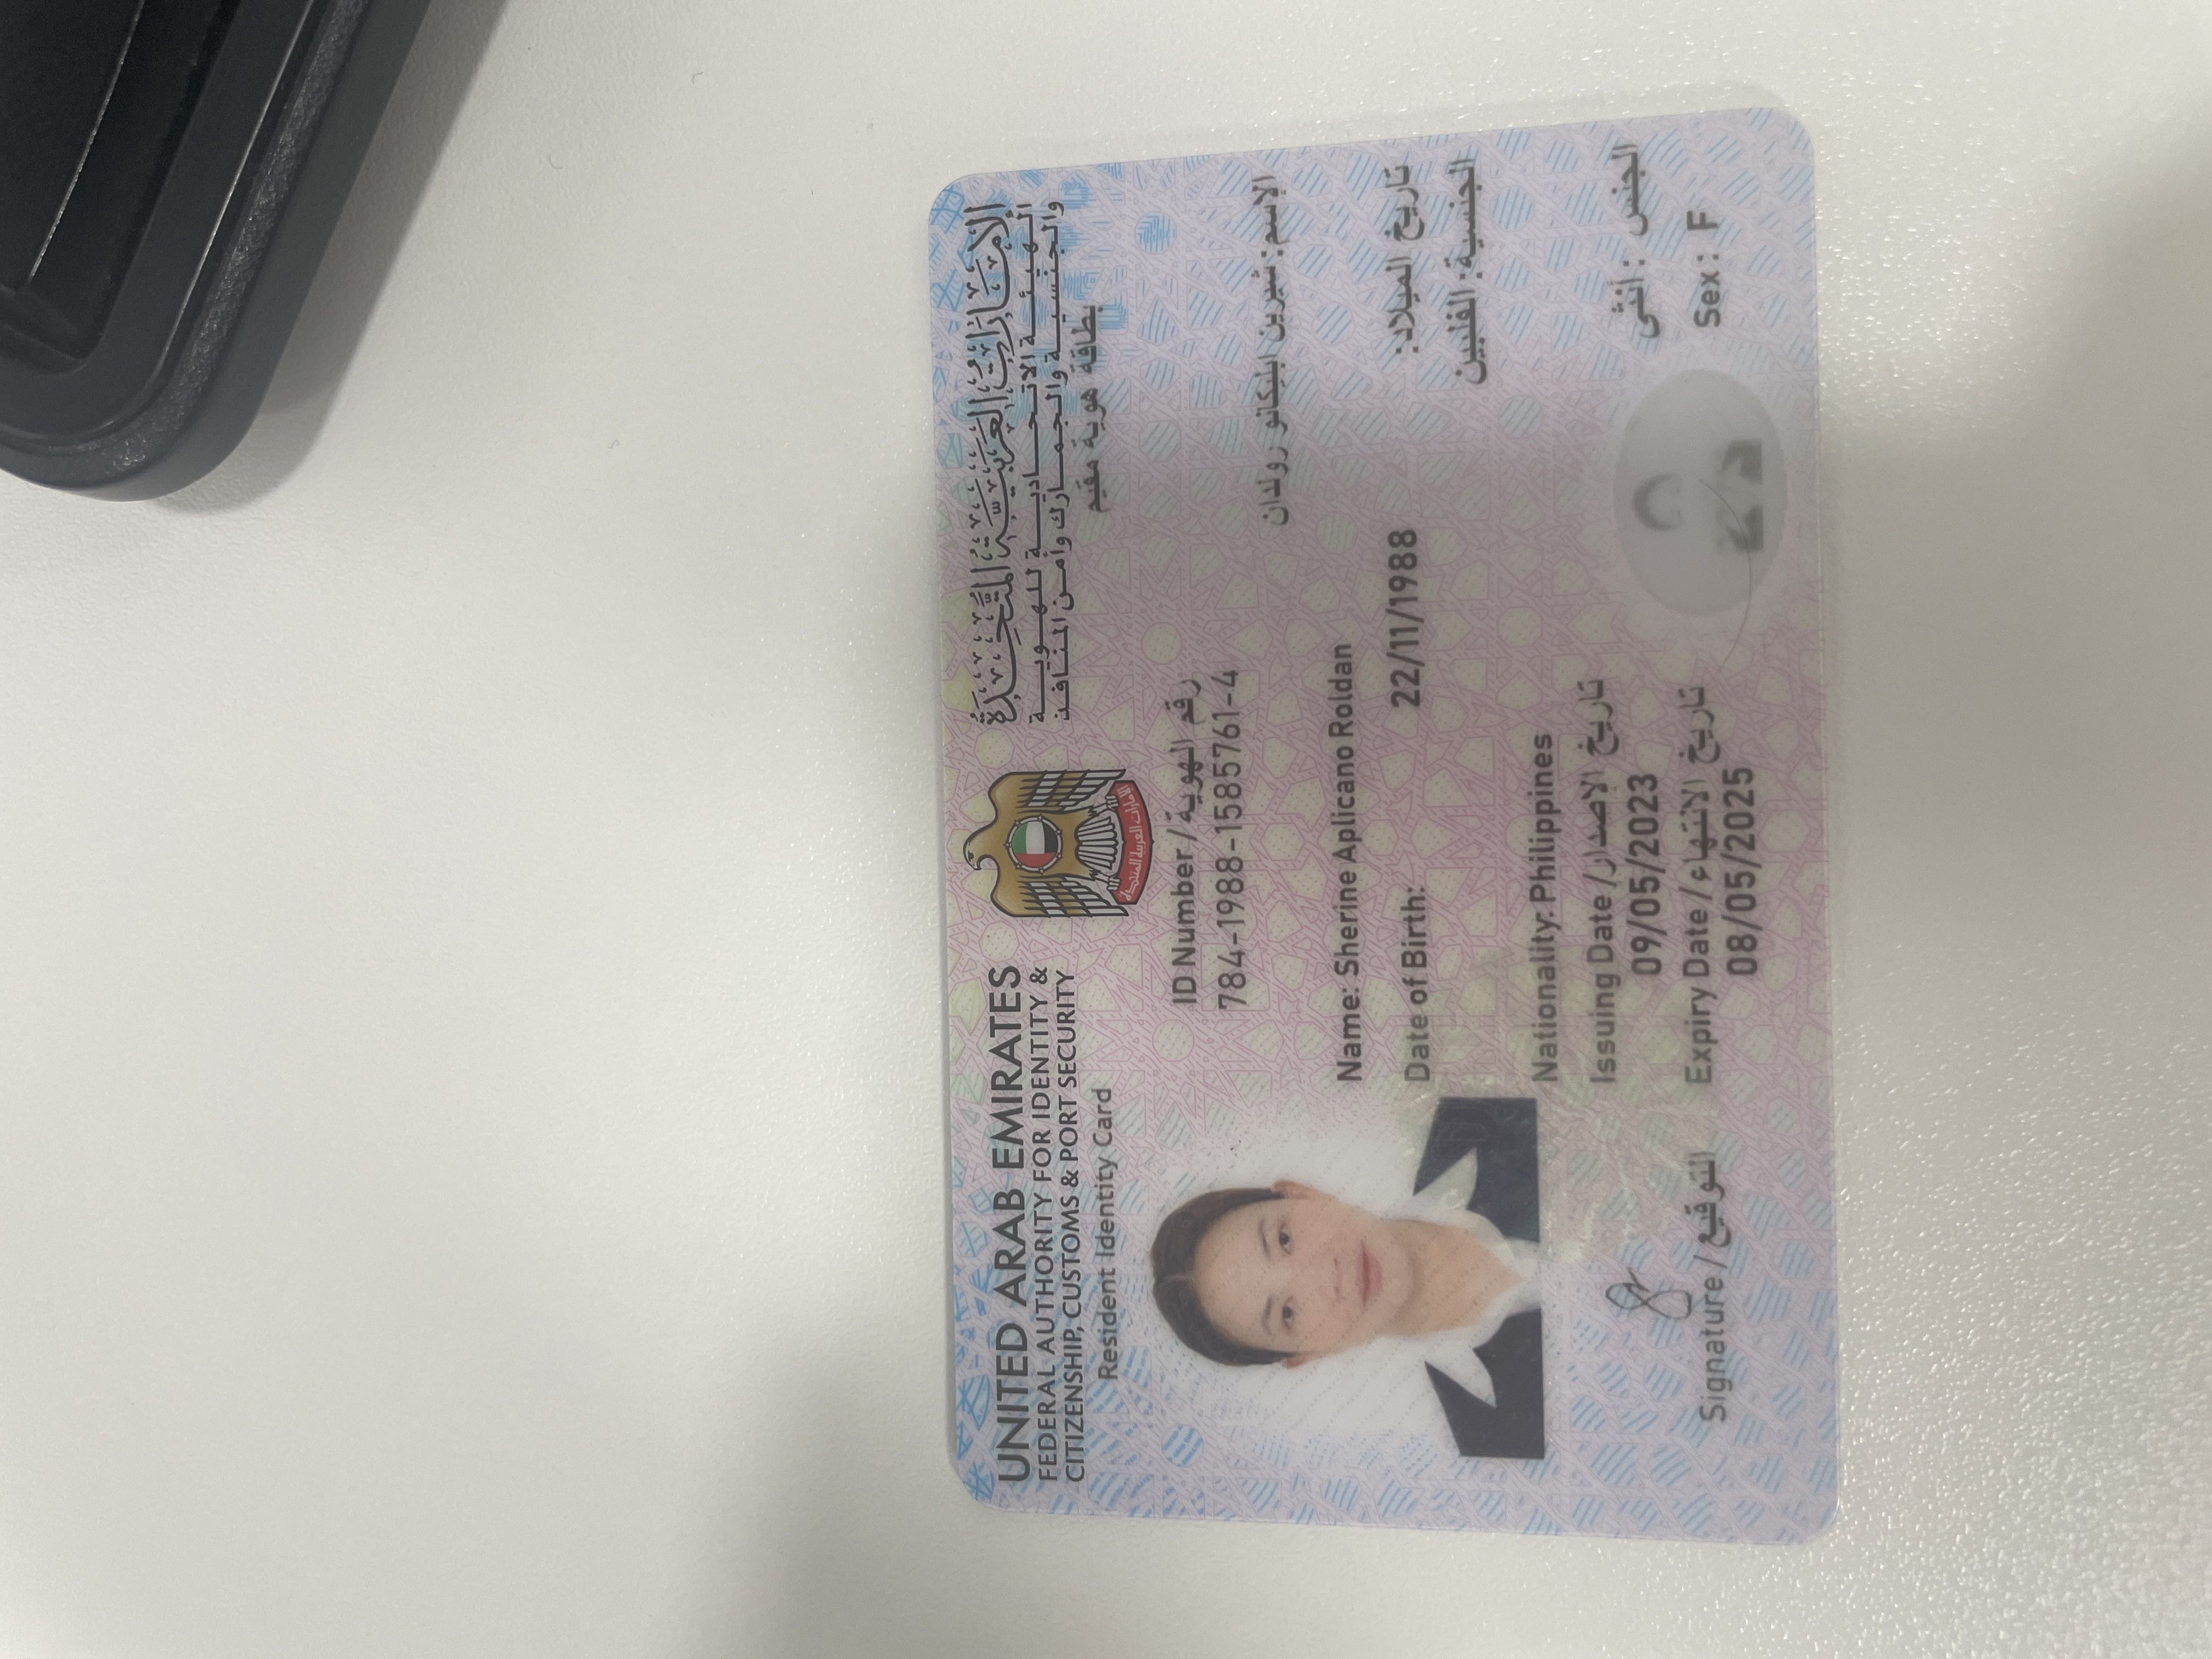 UNITED ARAB EMIRATES
FEDERAL AUTHORITY FOR IDENTITY &
CITIZENSHIP, CUSTOMS & PORT SECURITY
Resident Identity Card
الإمارات العربية المتحدة
الهيئة الاتحادية للهوية
والجنسية والجمارك وأمن المنافذ
بطاقة هوية مقيم
الإمارات العربية المتحدة
ID Number / رقم الهوية
784-1988-1585761-4
الإسم: شيرين ابليكانو رولدان
Name: Sherine Aplicano Roldan
Date of Birth: 22/11/1988 تاريخ الميلاد:
الجنسية: الفلبين
Nationality: Philippines
Issuing Date / تاريخ الإصدار
09/05/2023
Expiry Date / تاريخ الانتهاء
08/05/2025
الجنس : أنثى
Sex : F
Signature / التوقيع